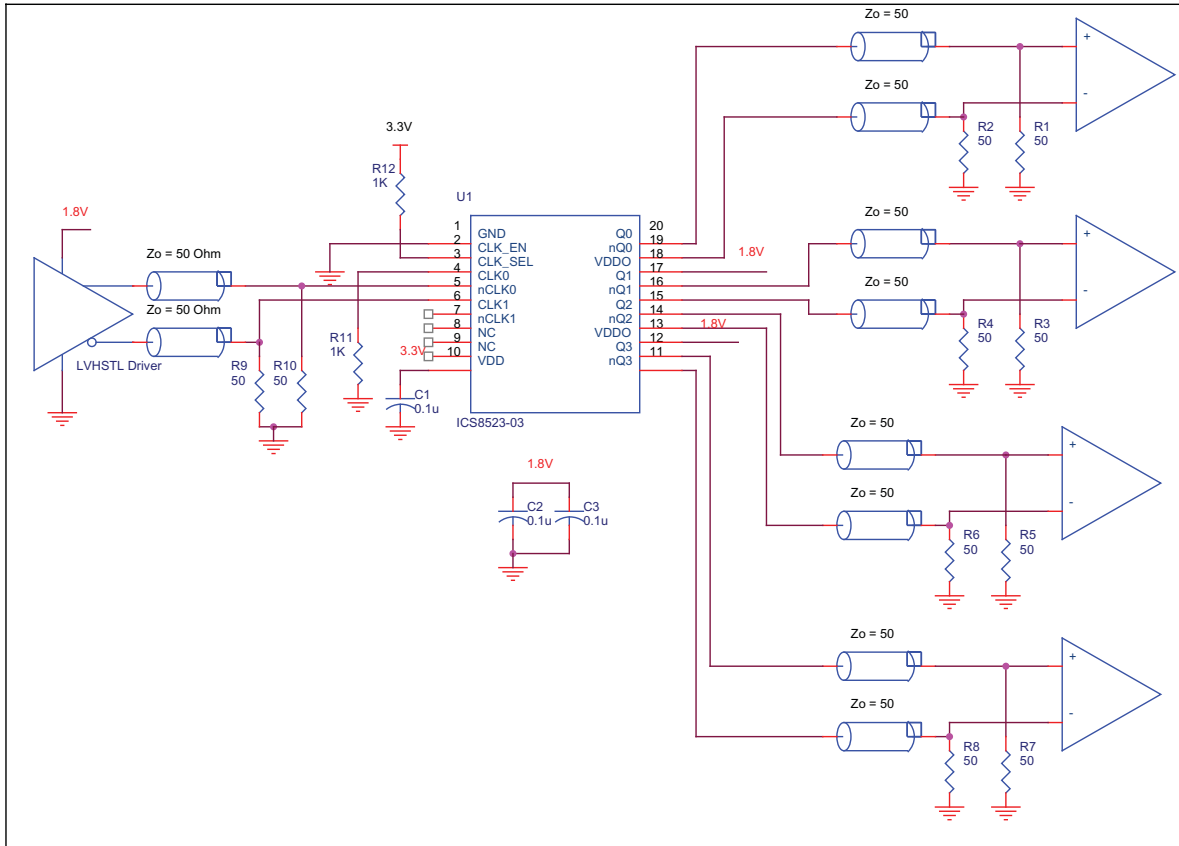 Zo = 50
+
Zo = 50
-
R2
50
R1
50
3.3V
R12
1K
U1
1.8V
Zo = 50 Ohm
Zo = 50 Ohm
LVHSTL Driver
R9
50
R10
50
R11
1K
3.3V
C1
0.1u
1 GND
2 CLK_EN
3 CLK_SEL
4 CLK0
5 nCLK0
6 CLK1
7 nCLK1
8 NC
9 NC
10 VDD
Q0 20
nQ0 19
VDDO 18
Q1 17
nQ1 16
Q2 15
nQ2 14
VDDO 13
Q3 12
nQ3 11
ICS8523-03
1.8V
1.8V
Zo = 50
+
Zo = 50
-
R4
50
R3
50
1.8V
C2
0.1u
C3
0.1u
Zo = 50
+
Zo = 50
-
R6
50
R5
50
Zo = 50
+
Zo = 50
-
R8
50
R7
50